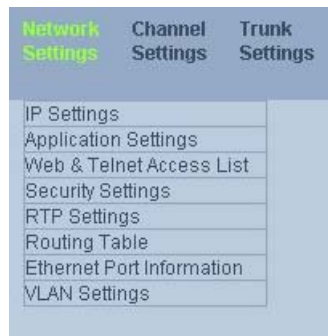 Network Settings Channel Settings Trunk Settings
IP Settings
Application Settings
Web & Telnet Access List
Security Settings
RTP Settings
Routing Table
Ethernet Port Information
VLAN Settings